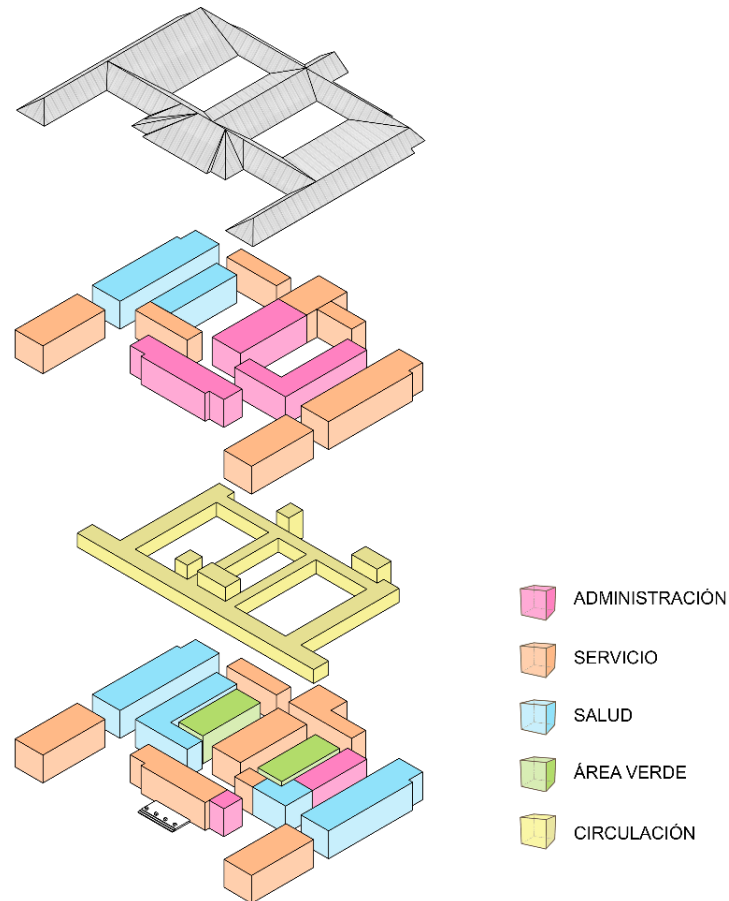 ADMINISTRACIÓN
SERVICIO
SALUD
ÁREA VERDE
CIRCULACIÓN